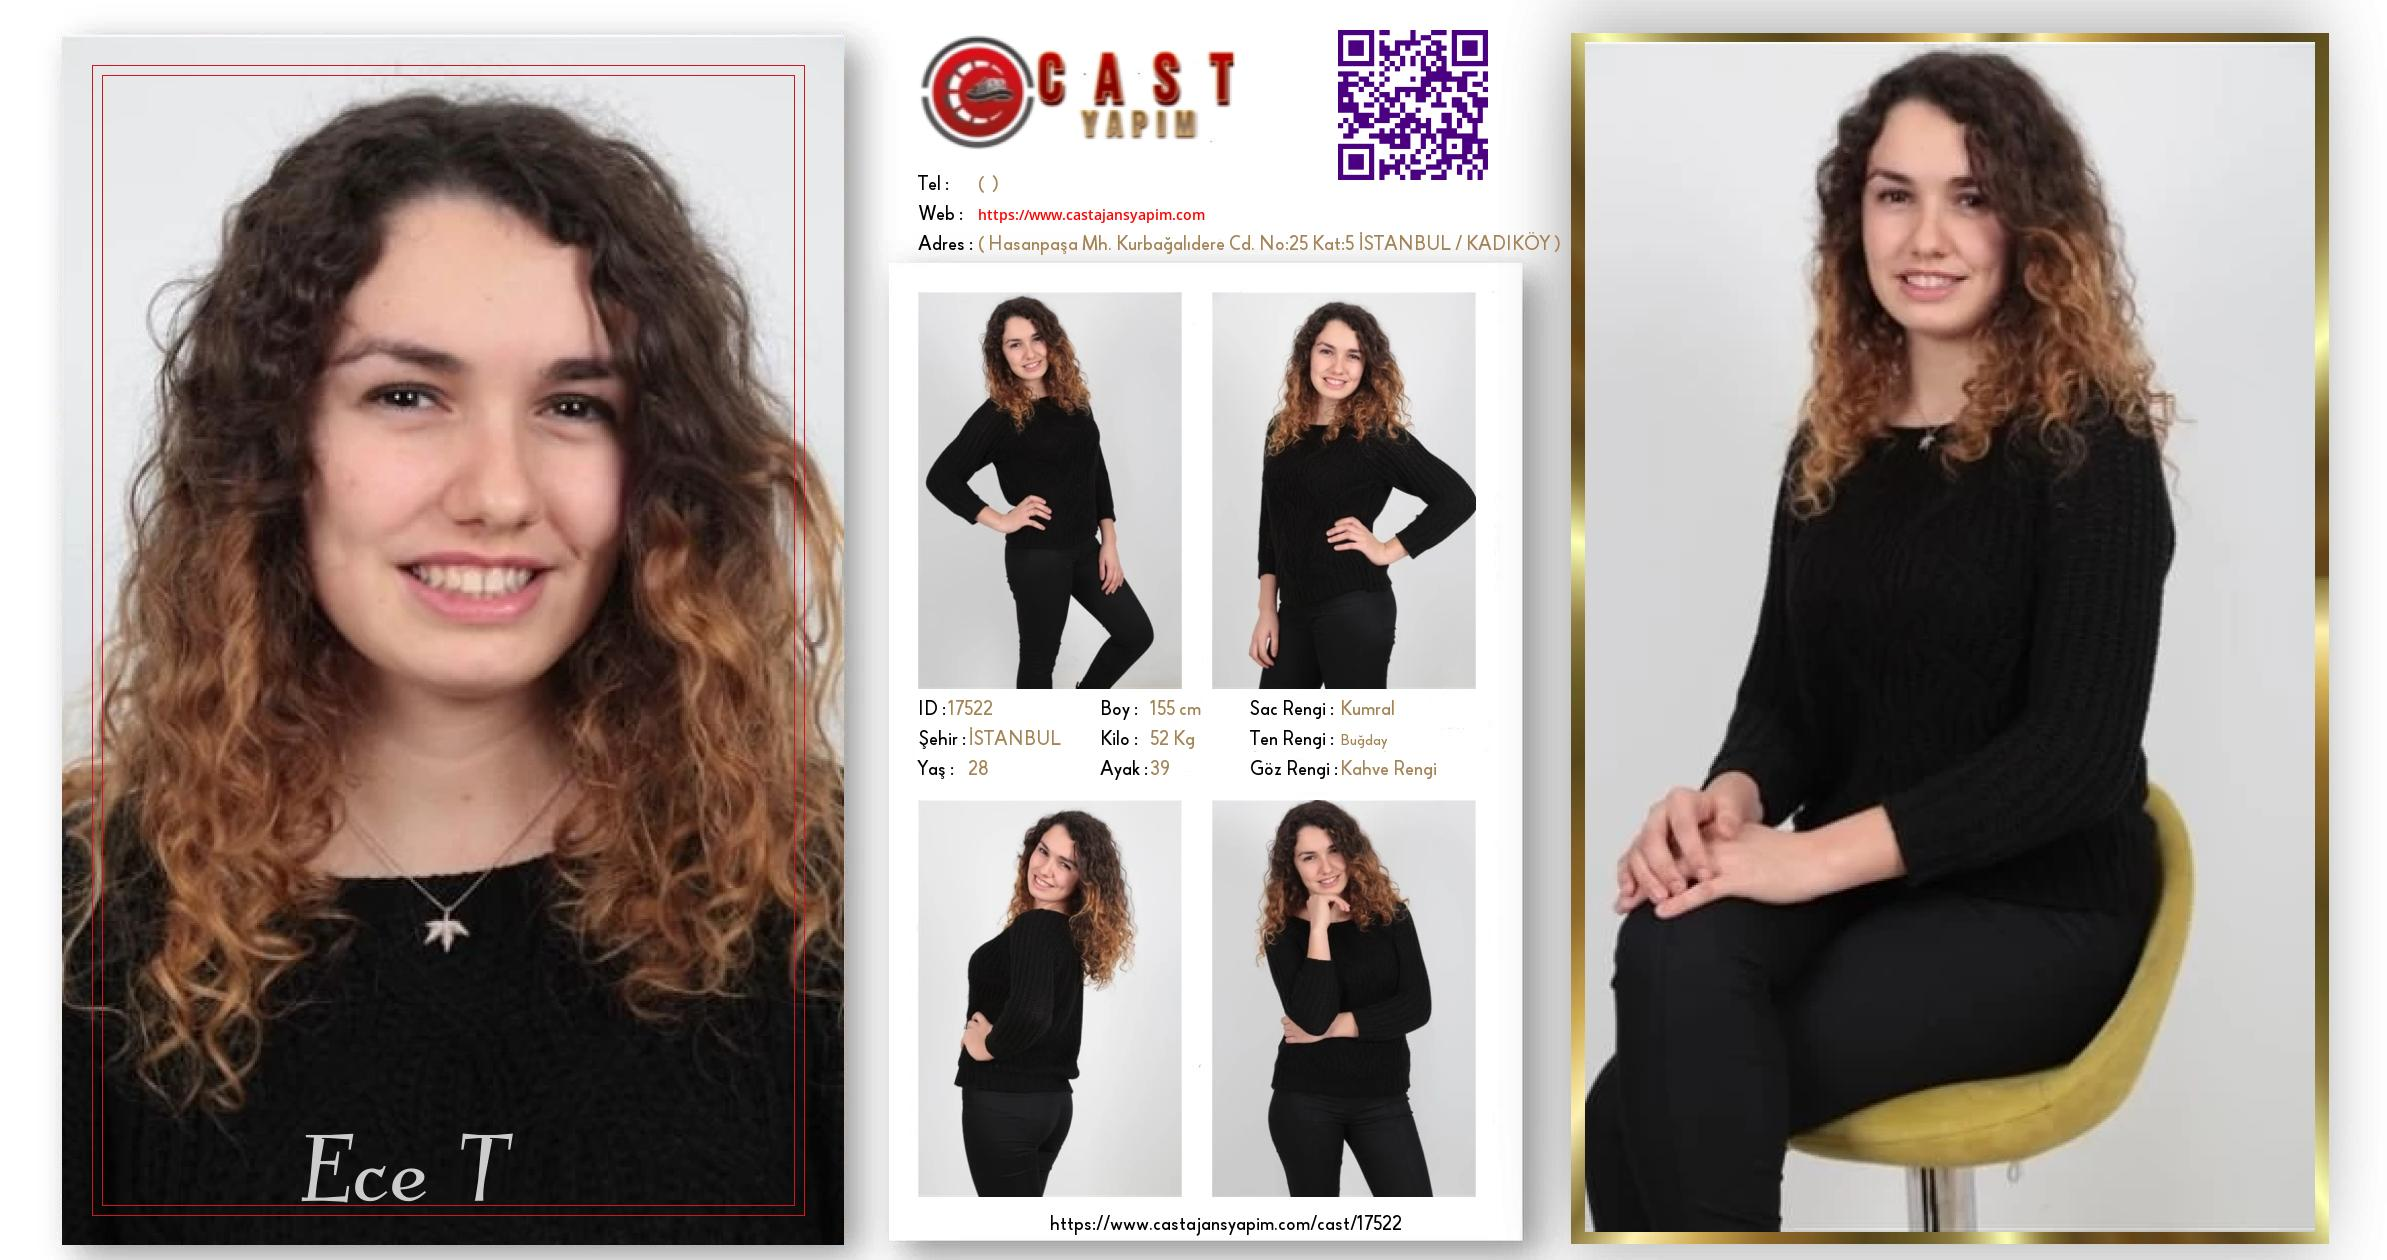 Ece T
CAST
YAPIM
Tel : ( )
Web : https://www.castajansyapim.com
Adres : ( Hasanpaşa Mh. Kurbağalıdere Cd. No:25 Kat:5 İSTANBUL / KADIKÖY )
ID : 17522 Boy : 155 cm Sac Rengi : Kumral
Şehir : İSTANBUL Kilo : 52 Kg Ten Rengi : Buğday
Yaş : 28 Ayak : 39 Göz Rengi : Kahve Rengi
https://www.castajansyapim.com/cast/17522